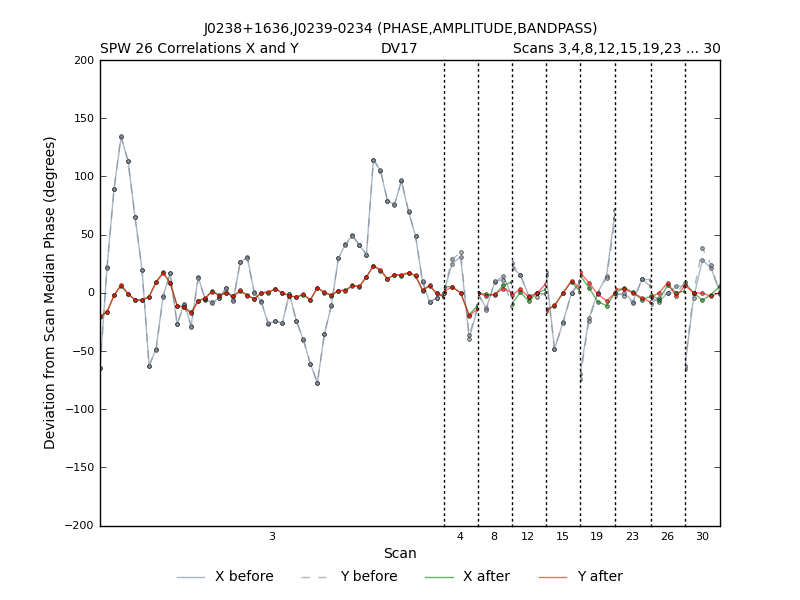 J0238+1636,J0239-0234 (PHASE,AMPLITUDE,BANDPASS)
SPW 26 Correlations X and Y DV17 Scans 3,4,8,12,15,19,23 ... 30
200
150
100
50
0
−50
−100
−150
−200
Deviation from Scan Median Phase (degrees)
3 4 8 12 15 19 23 26 30
Scan
X before Y before X after Y after